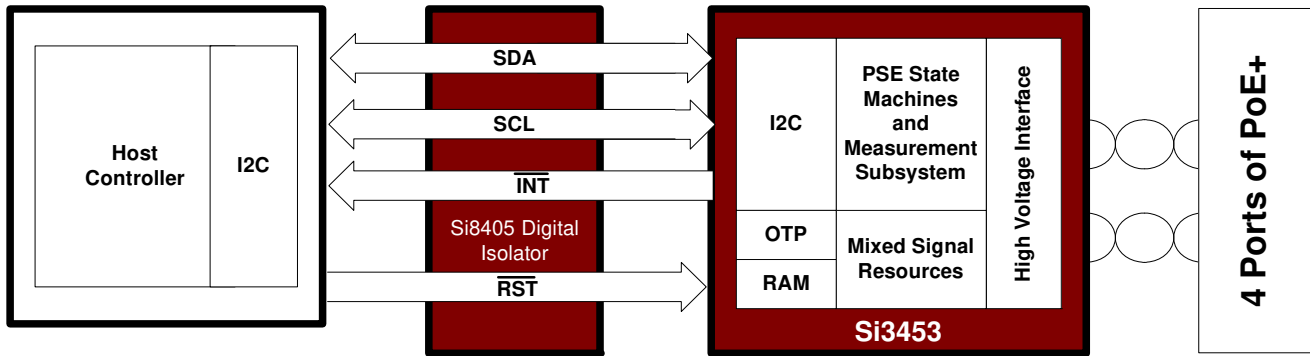 Host
Controller
I2C
SDA
SCL
INT
Si8405 Digital
Isolator
RST
I2C
PSE State
Machines
and
Measurement
Subsystem
OTP
RAM
Mixed Signal
Resources
High Voltage Interface
Si3453
4 Ports of PoE+